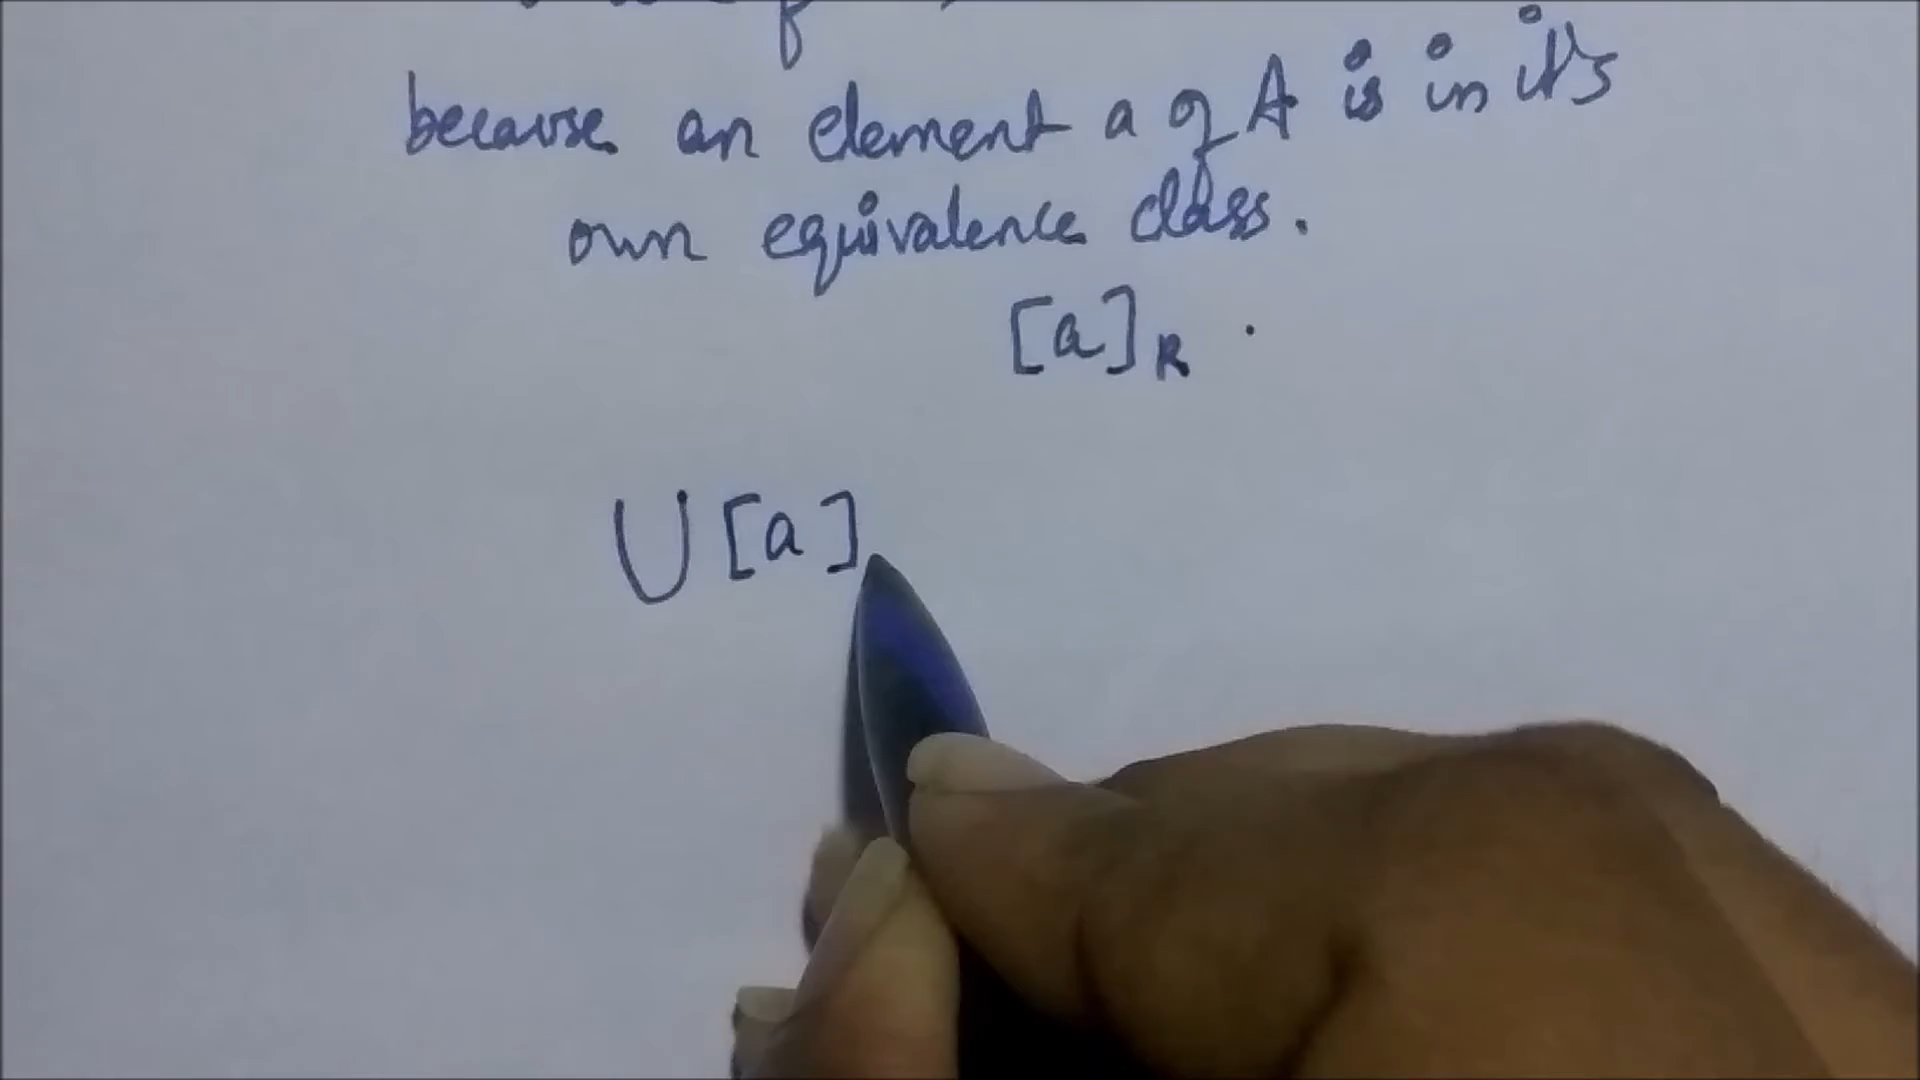 because an element a of A is in it's
own equivalence class.
[a]R .
U [a]